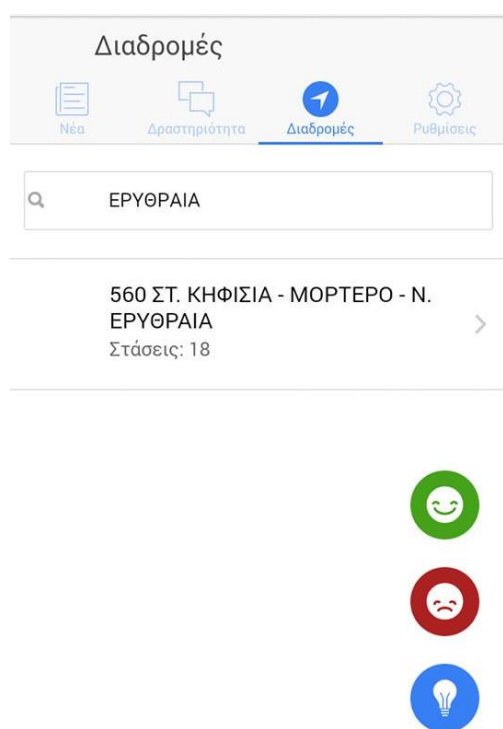 Διαδρομές
Νέα
Δραστηριότητα
Διαδρομές
Ρυθμίσεις
ΕΡΥΘΡΑΙΑ
560 ΣΤ. ΚΗΦΙΣΙΑ - ΜΟΡΤΕΡΟ - Ν.
ΕΡΥΘΡΑΙΑ
Στάσεις: 18